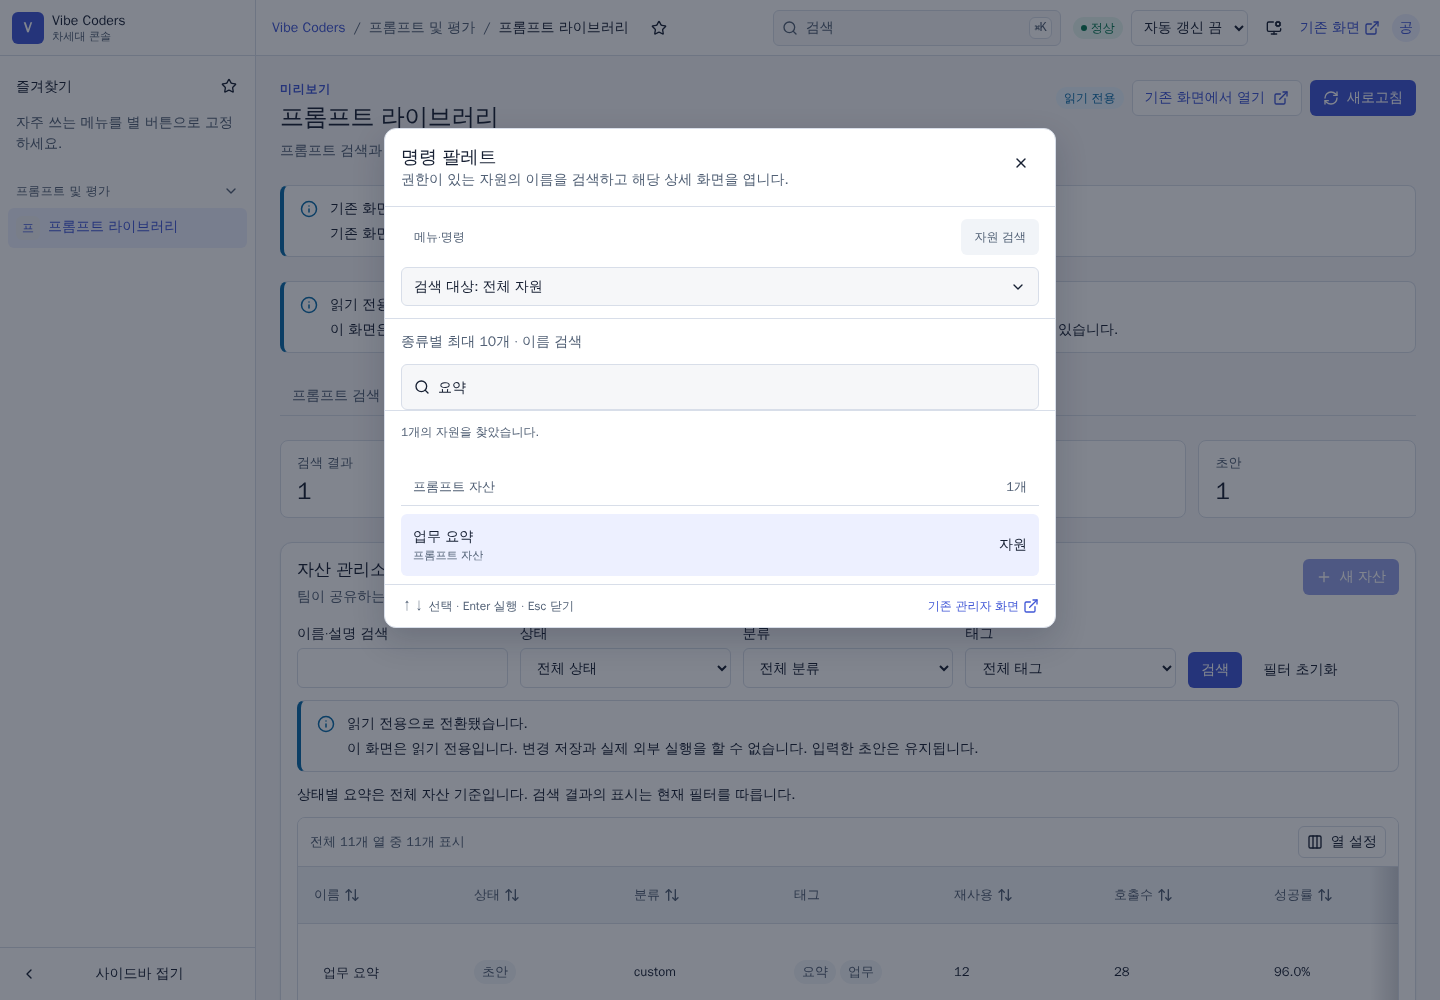 V
Vibe Coders
차세대 콘솔
Vibe Coders / 프롬프트 및 평가 / 프롬프트 라이브러리
검색
⌘K
정상
자동 갱신 끔
기존 화면
공
즐겨찾기
자주 쓰는 메뉴를 별 버튼으로 고정
하세요.
프롬프트 및 평가
프
프롬프트 라이브러리
사이드바 접기
미리보기
프롬프트 라이브러리
프롬프트 검색과
읽기 전용
기존 화면에서 열기
새로고침
기존 화면
기존 화면
읽기 전용
이 화면은
있습니다.
프롬프트 검색
검색 결과
1
초안
1
명령 팔레트
권한이 있는 자원의 이름을 검색하고 해당 상세 화면을 엽니다.
메뉴·명령
자원 검색
검색 대상: 전체 자원
종류별 최대 10개 · 이름 검색
요약
1개의 자원을 찾았습니다.
프롬프트 자산
1개
업무 요약
프롬프트 자산
자원
↑ ↓ 선택 · Enter 실행 · Esc 닫기
기존 관리자 화면
자산 관리소
팀이 공유하는
새 자산
이름·설명 검색
상태
분류
태그
전체 상태
전체 분류
전체 태그
검색
필터 초기화
읽기 전용으로 전환됐습니다.
이 화면은 읽기 전용입니다. 변경 저장과 실제 외부 실행을 할 수 없습니다. 입력한 초안은 유지됩니다.
상태별 요약은 전체 자산 기준입니다. 검색 결과의 표시는 현재 필터를 따릅니다.
전체 11개 열 중 11개 표시
열 설정
이름
상태
분류
태그
재사용
호출수
성공률
업무 요약
초안
custom
요약
업무
12
28
96.0%